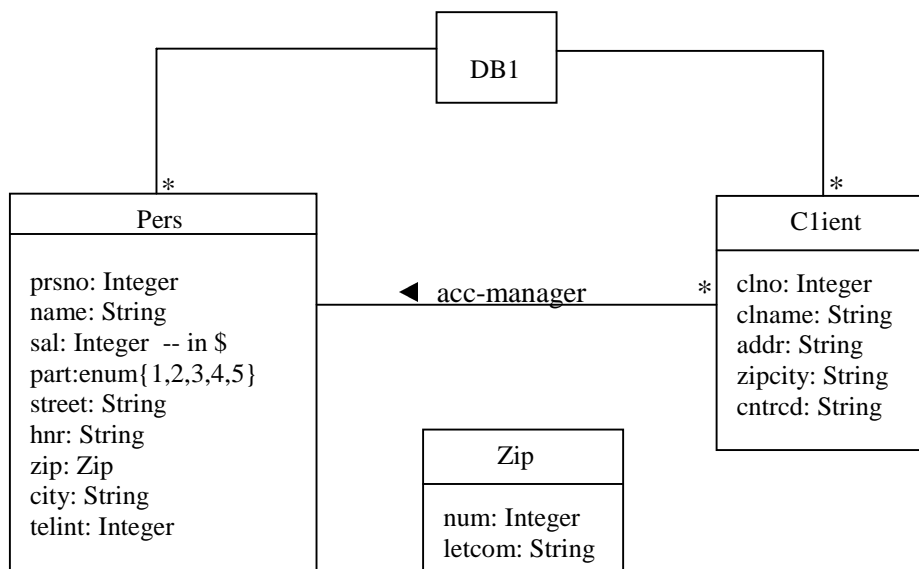 DB1
*
*
Pers
prsno: Integer
name: String
sal: Integer -- in $
part:enum{1,2,3,4,5}
street: String
hnr: String
zip: Zip
city: String
telint: Integer
◄ acc-manager
*
C1ient
clno: Integer
clname: String
addr: String
zipcity: String
cntrcd: String
Zip
num: Integer
letcom: String